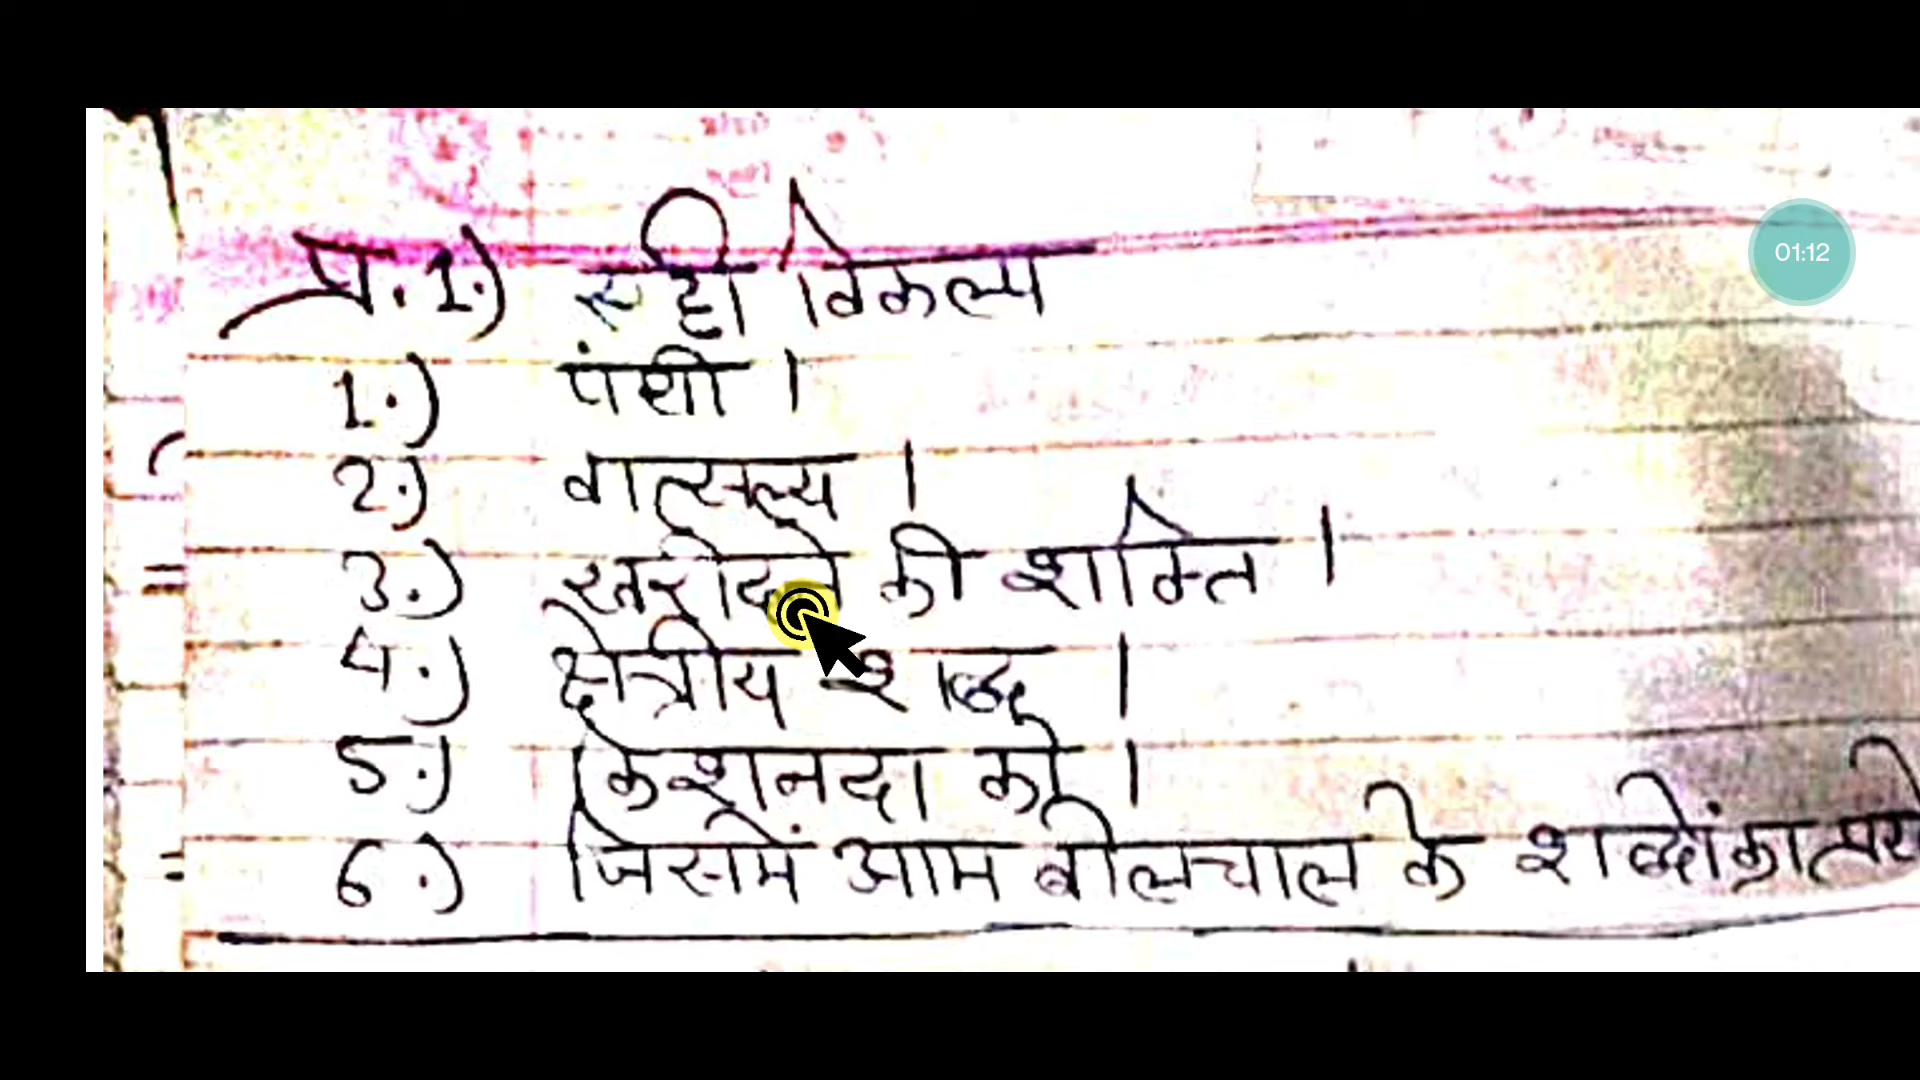 प्र.1.) सही विकल्प
01:12
1.) पंथी ।
2.) वात्सल्य ।
3.) खरीदने की शक्ति ।
4.) क्षेत्रीय शब्द ।
5.) किशनदा को ।
6.) जिसमें आम बोलचाल के शब्दों का